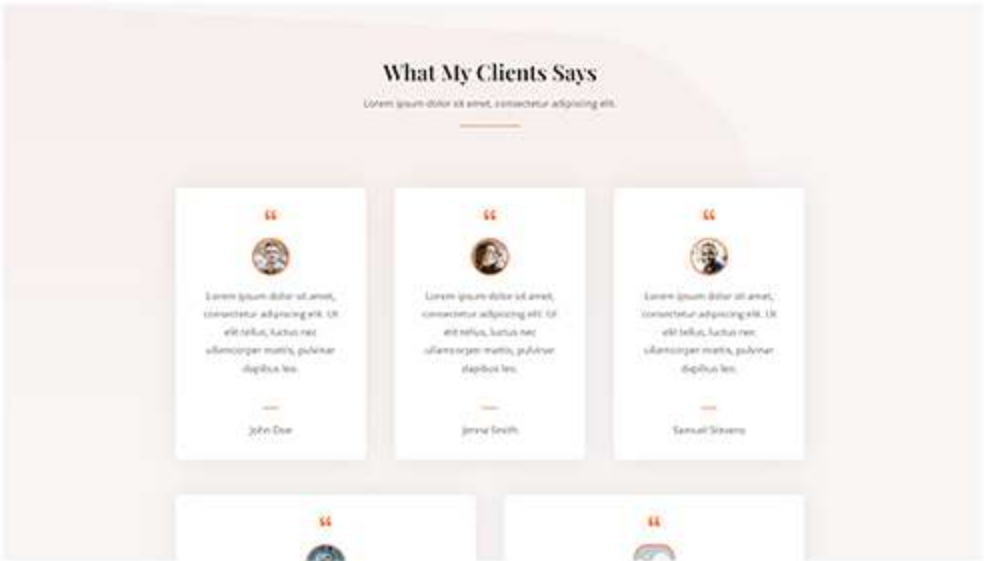 What My Clients Says
Lorem ipsum dolor sit amet, consectetur adipiscing elit.
“
Lorem ipsum dolor sit amet,
consectetur adipiscing elit. Ut
elit tellus, luctus nec
ullamcorper mattis, pulvinar
dapibus leo.
John Doe
“
Lorem ipsum dolor sit amet,
consectetur adipiscing elit. Ut
elit tellus, luctus nec
ullamcorper mattis, pulvinar
dapibus leo.
Jenna Smith
“
Lorem ipsum dolor sit amet,
consectetur adipiscing elit. Ut
elit tellus, luctus nec
ullamcorper mattis, pulvinar
dapibus leo.
Samuel Stevens
“
“